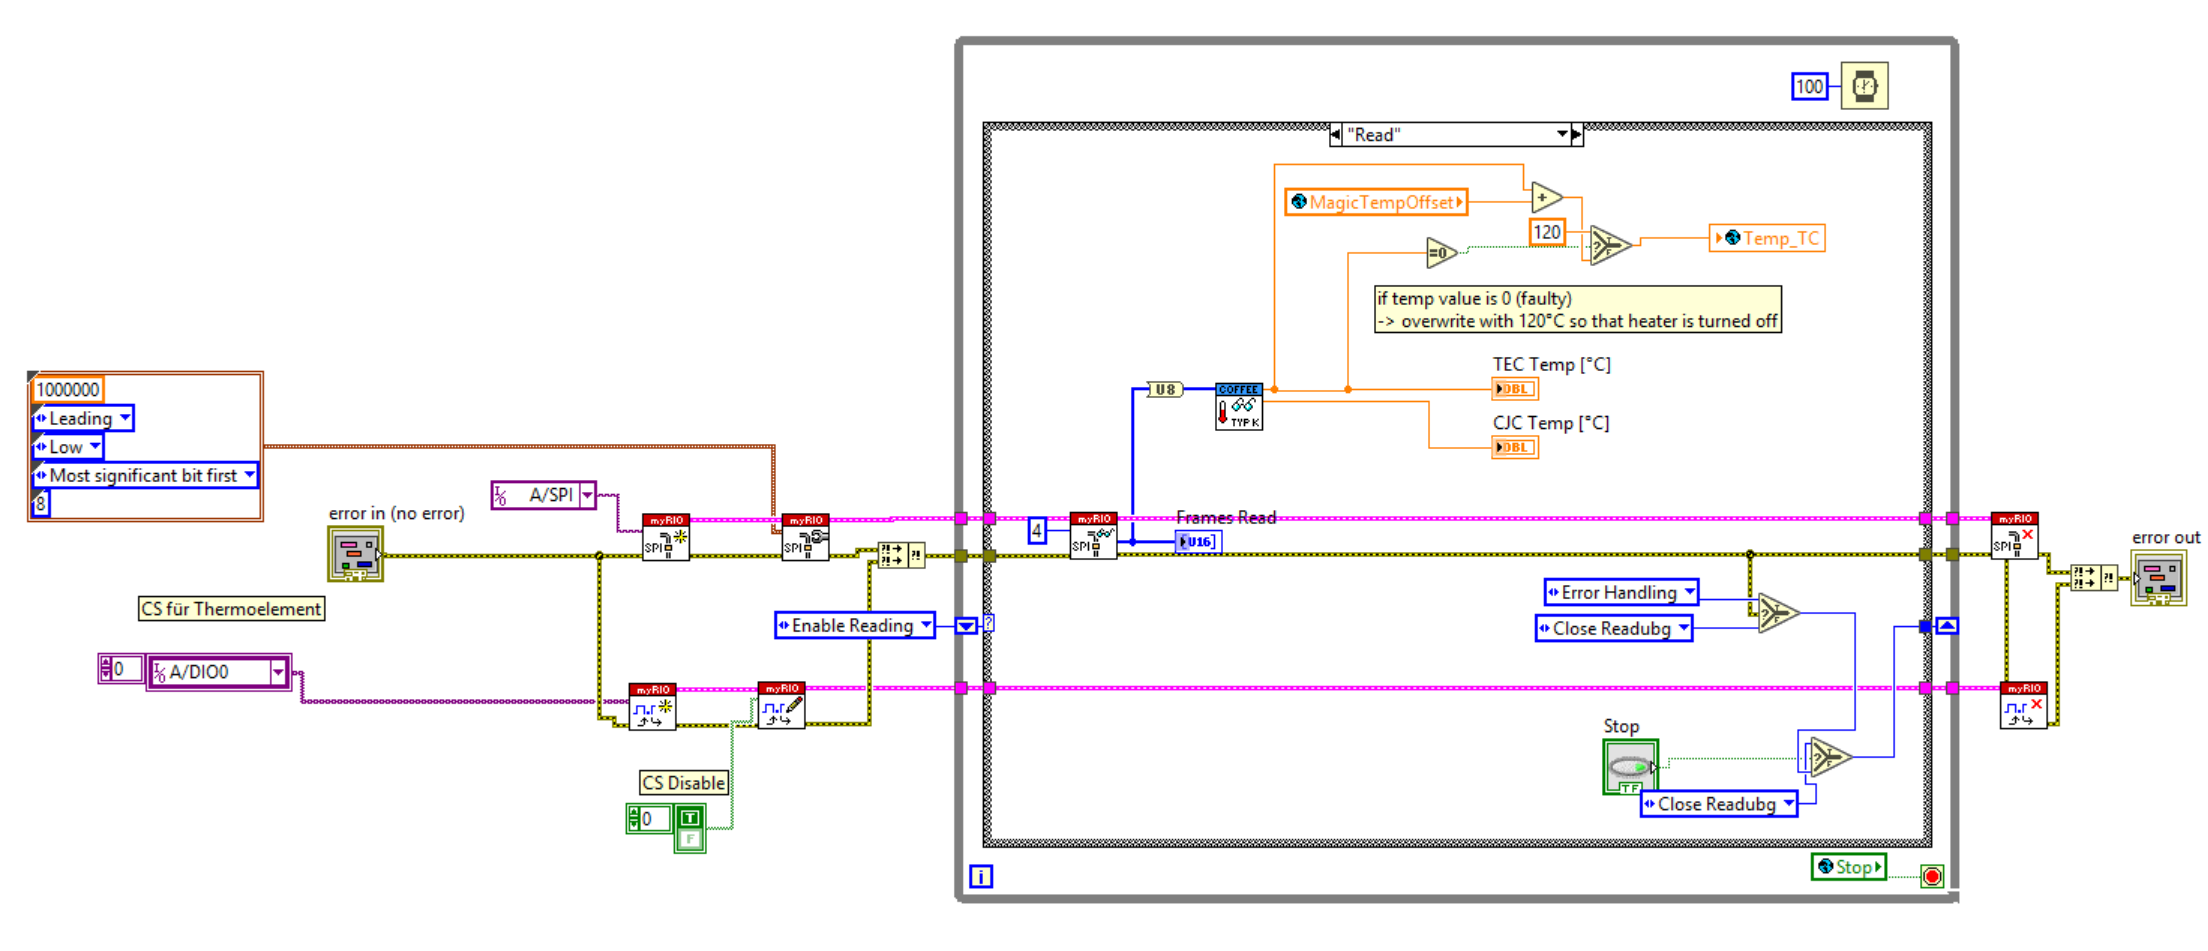 100
"Read"
MagicTempOffset
+
120
=0
?
T
F
Temp_TC
if temp value is 0 (faulty)
-> overwrite with 120°C so that heater is turned off
TEC Temp [°C]
DBL
CJC Temp [°C]
DBL
U8
COFFEE
TYP K
1000000
Leading
Low
Most significant bit first
8
error in (no error)
A/SPI
myRIO
SPI
myRIO
SPI
4
myRIO
SPI
Frames Read
U16]
myRIO
SPI
error out
CS für Thermoelement
Enable Reading
?
Error Handling
Close Readubg
?
T
F
0
A/DIO0
myRIO
myRIO
myRIO
Stop
TF
?
T
F
Close Readubg
CS Disable
0
T
F
i
Stop